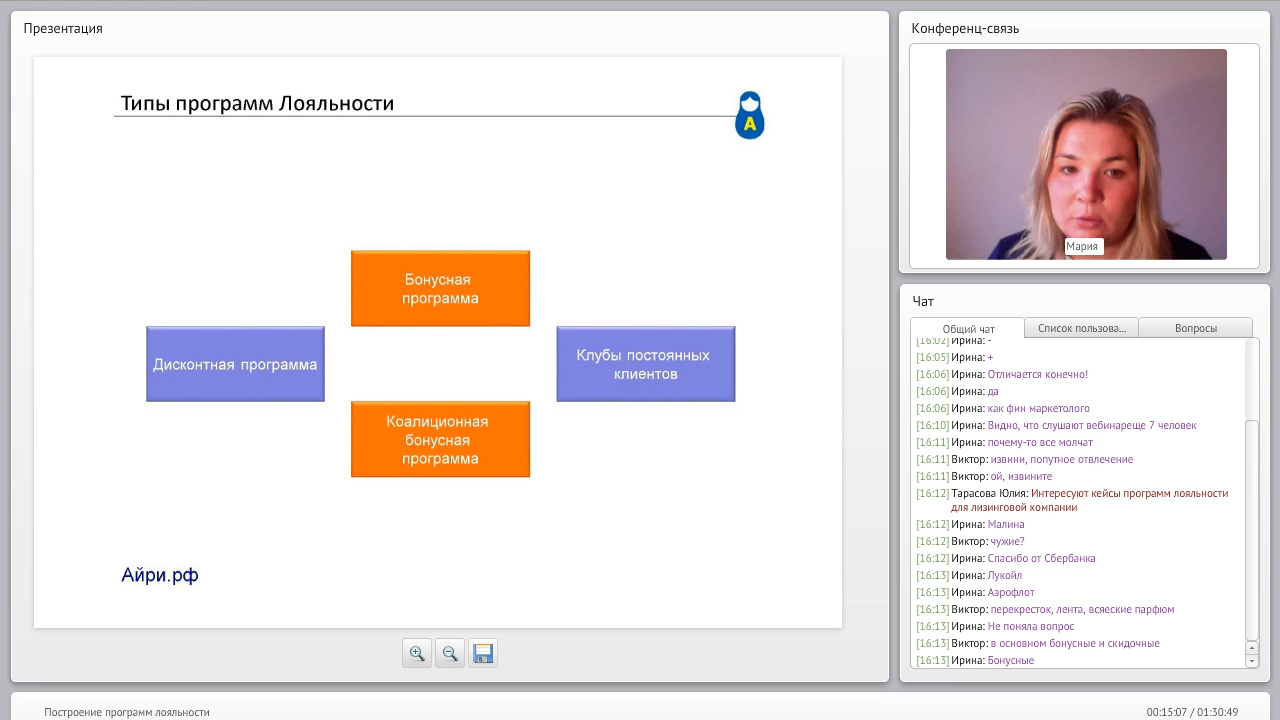 Презентация
Типы программ Лояльности
А
Бонусная
программа
Дисконтная программа
Клубы постоянных
клиентов
Коалиционная
бонусная
программа
Айри.рф
Конференц-связь
Мария
Чат
Общий чат
Список пользова...
Вопросы
[16:02] Ирина: -
[16:05] Ирина: +
[16:06] Ирина: Отличается конечно!
[16:06] Ирина: да
[16:06] Ирина: как фин маркетолого
[16:10] Ирина: Видно, что слушают вебинареще 7 человек
[16:11] Ирина: почему-то все молчат
[16:11] Виктор: извини, попутное отвлечение
[16:11] Виктор: ой, извините
[16:12] Тарасова Юлия: Интересуют кейсы программ лояльности
для лизинговой компании
[16:12] Ирина: Малина
[16:12] Виктор: чужие?
[16:12] Ирина: Спасибо от Сбербанка
[16:13] Ирина: Лукойл
[16:13] Ирина: Аэрофлот
[16:13] Виктор: перекресток, лента, всяеские парфюм
[16:13] Ирина: Не поняла вопрос
[16:13] Виктор: в основном бонусные и скидочные
[16:13] Ирина: Бонусные
Построение программ лояльности
00:15:07 / 01:30:49